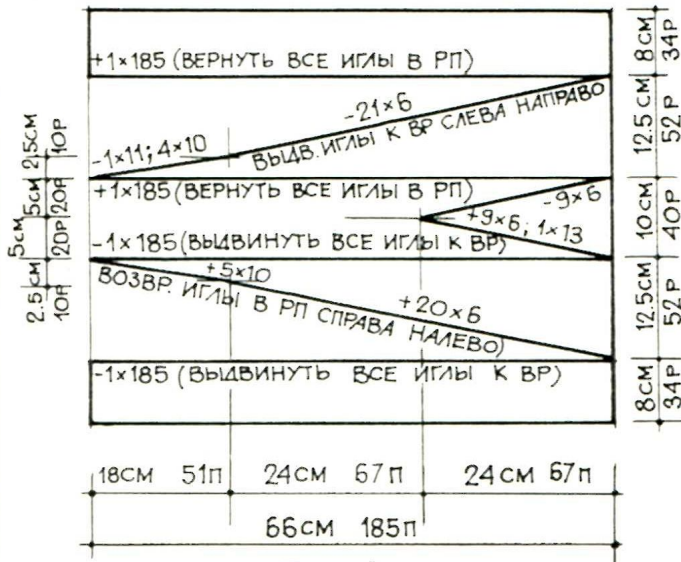 +1×185 (ВЕРНУТЬ ВСЕ ИГЛЫ В РП)
8СМ 34Р
-21×6
-1×11; 4×10
ВЫДВ. ИГЛЫ К ВР СЛЕВА НАПРАВО
2,5СМ 10Р
12.5 СМ 52Р
+1×185 (ВЕРНУТЬ ВСЕ ИГЛЫ В РП)
-9×6
+9×6; 1×13
5СМ 20Р
10СМ 40Р
-1×185 (ВЫДВИНУТЬ ВСЕ ИГЛЫ К ВР)
5СМ 20Р
+5×10
ВОЗВР. ИГЛЫ В РП СПРАВА НАЛЕВО)
+20×6
2.5 СМ 10Р
12.5СМ 52Р
-1×185 (ВЫДВИНУТЬ ВСЕ ИГЛЫ К ВР)
8СМ 34Р
18СМ 51П
24СМ 67П
24СМ 67П
66СМ 185П